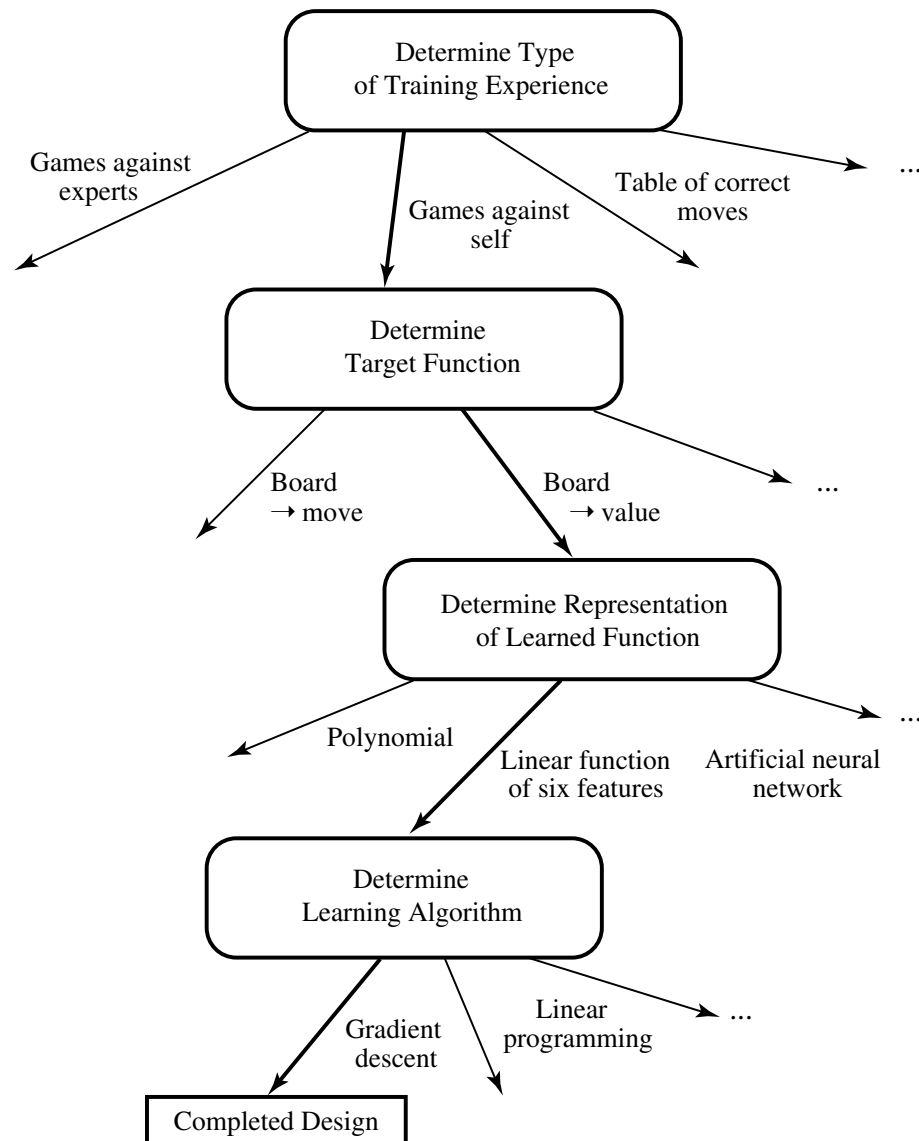 Determine Type
of Training Experience
Games against
experts
Games against
self
Table of correct
moves
...
Determine
Target Function
Board
→ move
Board
→ value
...
Determine Representation
of Learned Function
Polynomial
Linear function
of six features
Artificial neural
network
...
Determine
Learning Algorithm
Gradient
descent
Linear
programming
...
Completed Design